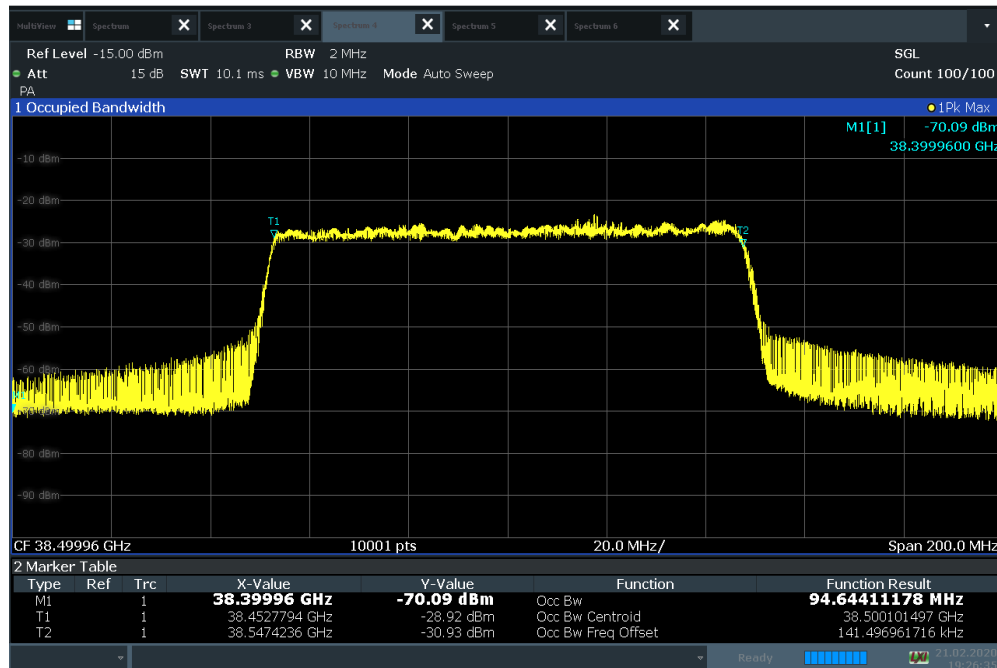 MultiView Spectrum X Spectrum 3 X Spectrum 4 X Spectrum 5 X Spectrum 6 X
Ref Level -15.00 dBm RBW 2 MHz SGL
Att 15 dB SWT 10.1 ms VBW 10 MHz Mode Auto Sweep Count 100/100
PA
1 Occupied Bandwidth 1Pk Max
M1[1] -70.09 dBm
38.3999600 GHz
-10 dBm
-20 dBm
T1
T2
-30 dBm
-40 dBm
-50 dBm
-60 dBm
-80 dBm
-90 dBm
CF 38.49996 GHz 10001 pts 20.0 MHz/ Span 200.0 MHz
2 Marker Table
Type Ref Trc X-Value Y-Value Function Function Result
M1 1 38.39996 GHz -70.09 dBm Occ Bw 94.64411178 MHz
T1 1 38.4527794 GHz -28.92 dBm Occ Bw Centroid 38.500101497 GHz
T2 1 38.5474236 GHz -30.93 dBm Occ Bw Freq Offset 141.496961716 kHz
Ready LXI 21.02.2020